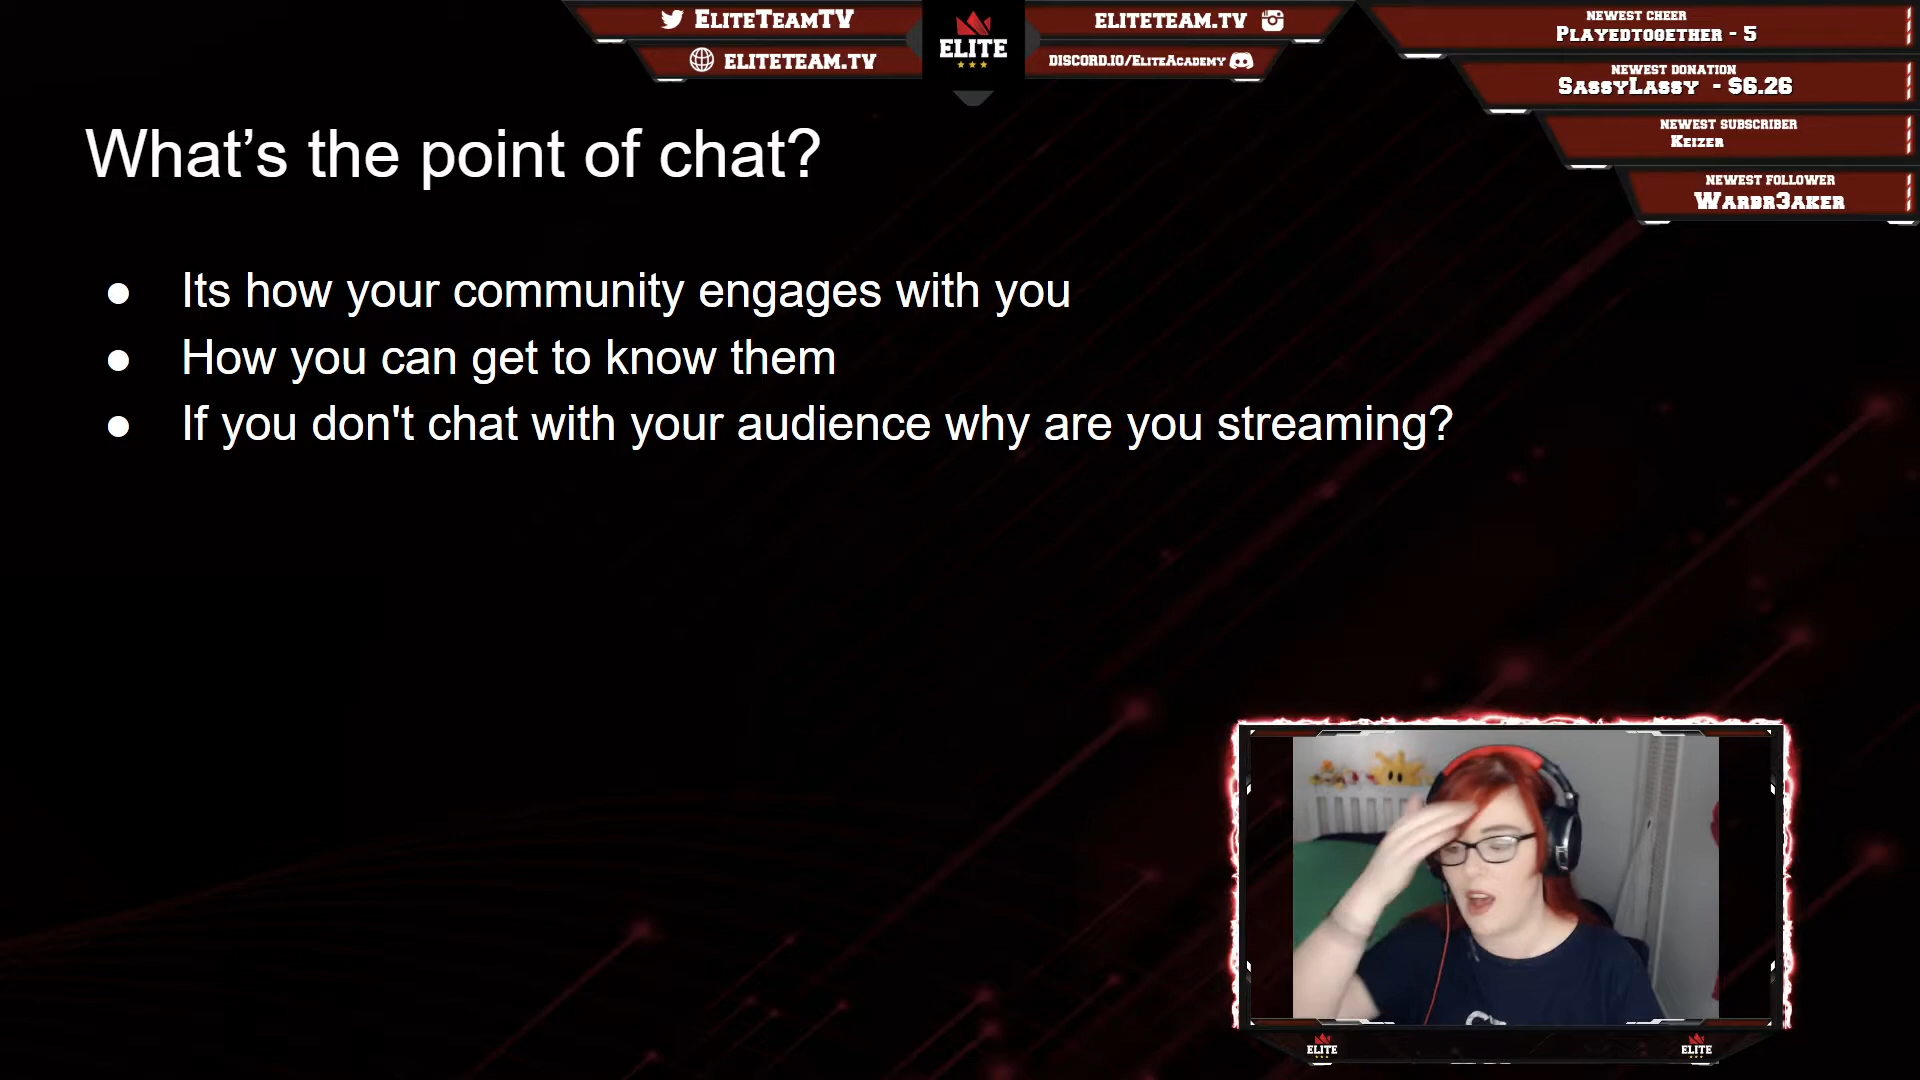 EliteTeamTV
eliteteam.tv
ELITE
eliteteam.tv
discord.io/EliteAcademy
Newest Cheer
Playedtogether - 5
Newest Donation
SassyLassy - $6.26
Newest Subscriber
Keizer
Newest Follower
Warbr3aker
What’s the point of chat?
● Its how your community engages with you
● How you can get to know them
● If you don't chat with your audience why are you streaming?
ELITE
ELITE